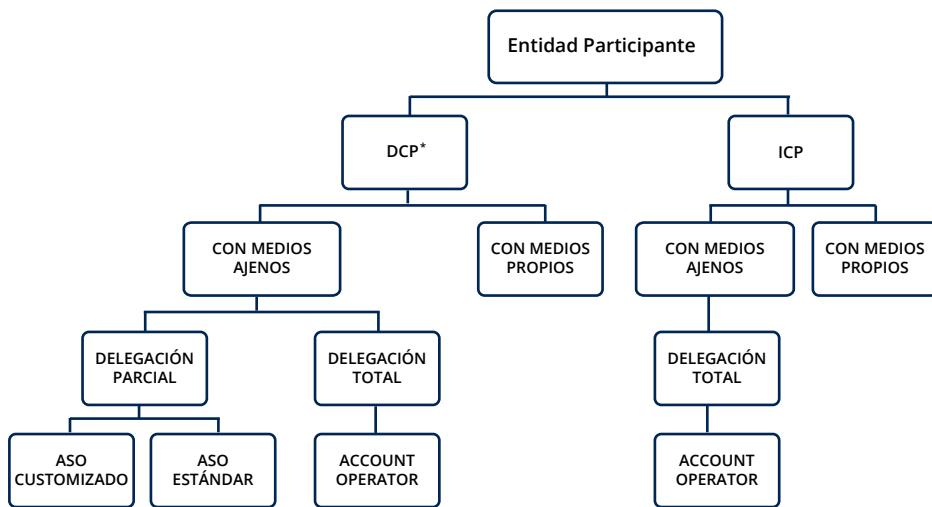 Entidad Participante
DCP*
ICP
CON MEDIOS
AJENOS
CON MEDIOS
PROPIOS
CON MEDIOS
AJENOS
CON MEDIOS
PROPIOS
DELEGACIÓN
PARCIAL
DELEGACIÓN
TOTAL
DELEGACIÓN
TOTAL
ASO
CUSTOMIZADO
ASO
ESTÁNDAR
ACCOUNT
OPERATOR
ACCOUNT
OPERATOR